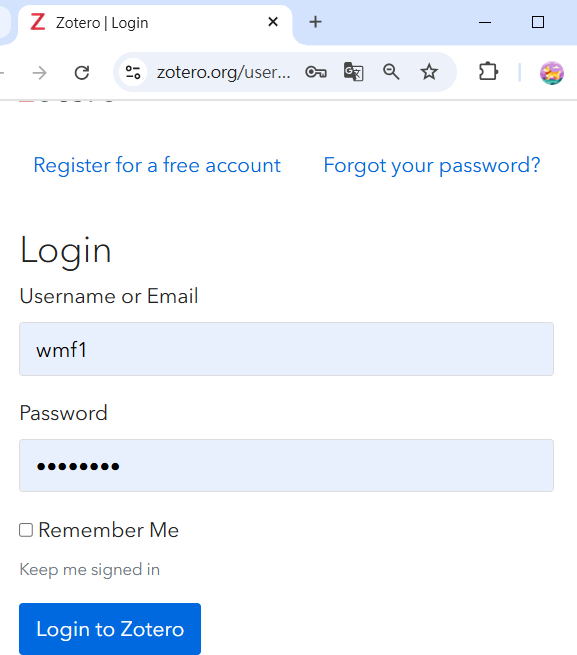 Zotero | Login
zotero.org/user...
Zotero
Register for a free account Forgot your password?
Login
Username or Email
wmf1
Password
••••••••
Remember Me
Keep me signed in
Login to Zotero